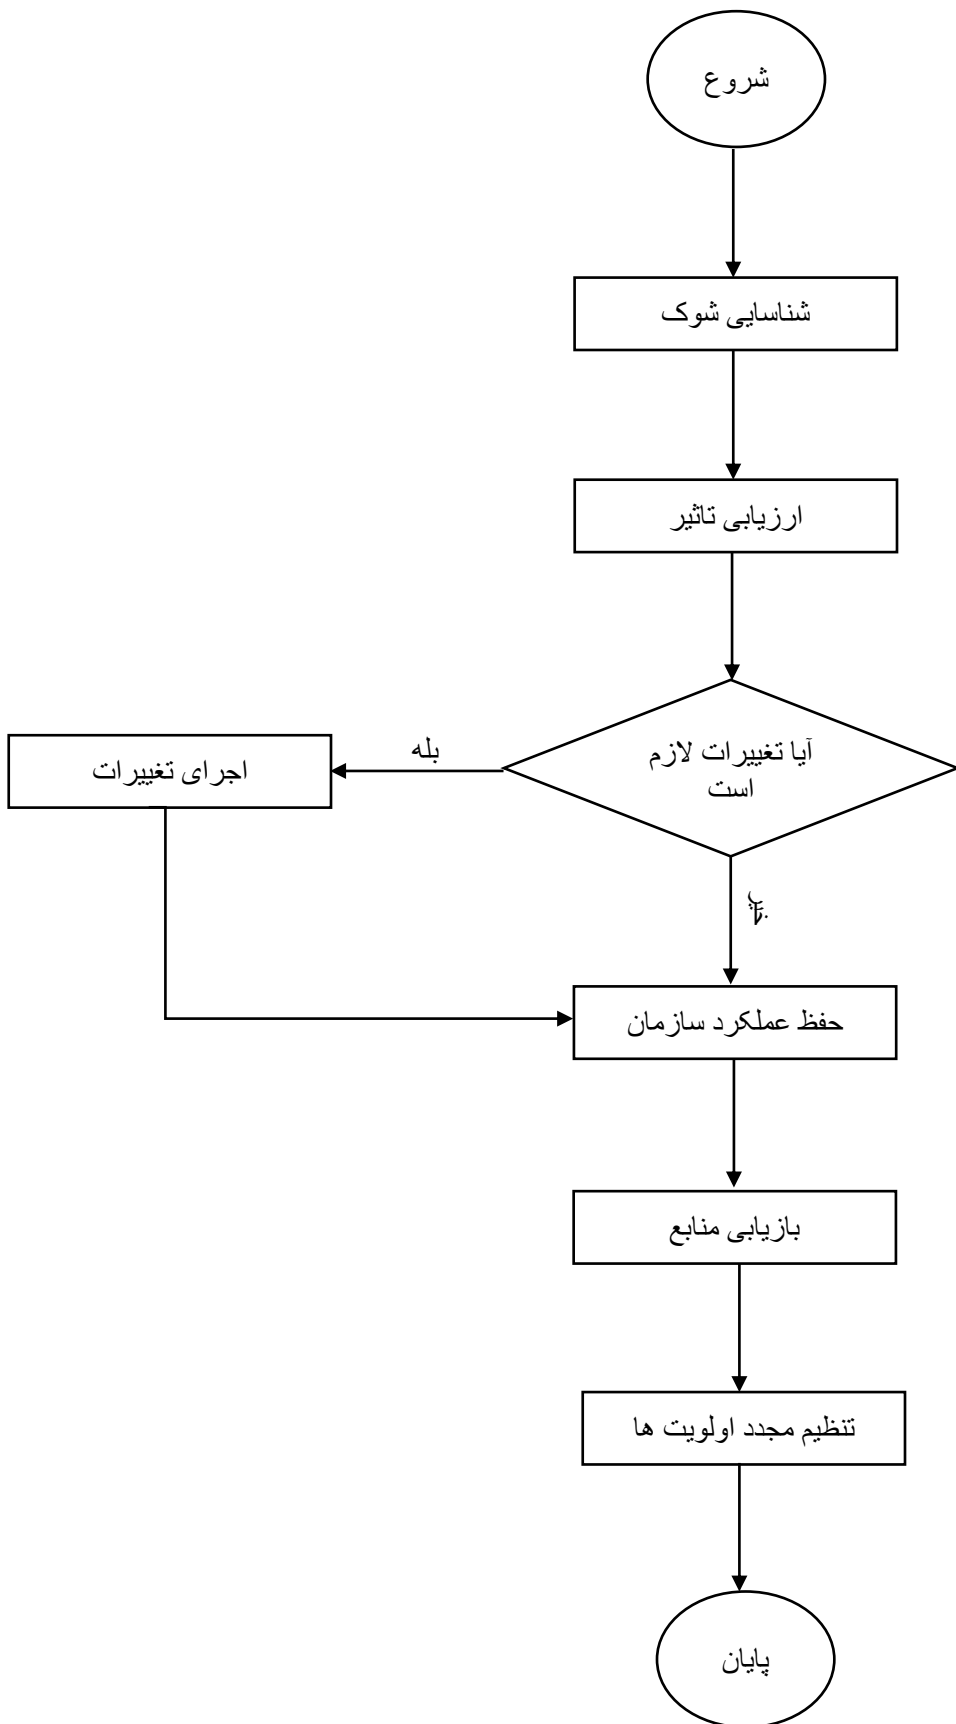 شروع
شناسایی شوک
ارزیابی تاثیر
آیا تغییرات لازم
است
بله
اجرای تغییرات
حفظ عملکرد سازمان
بازیابی منابع
تنظیم مجدد اولویت ها
پایان